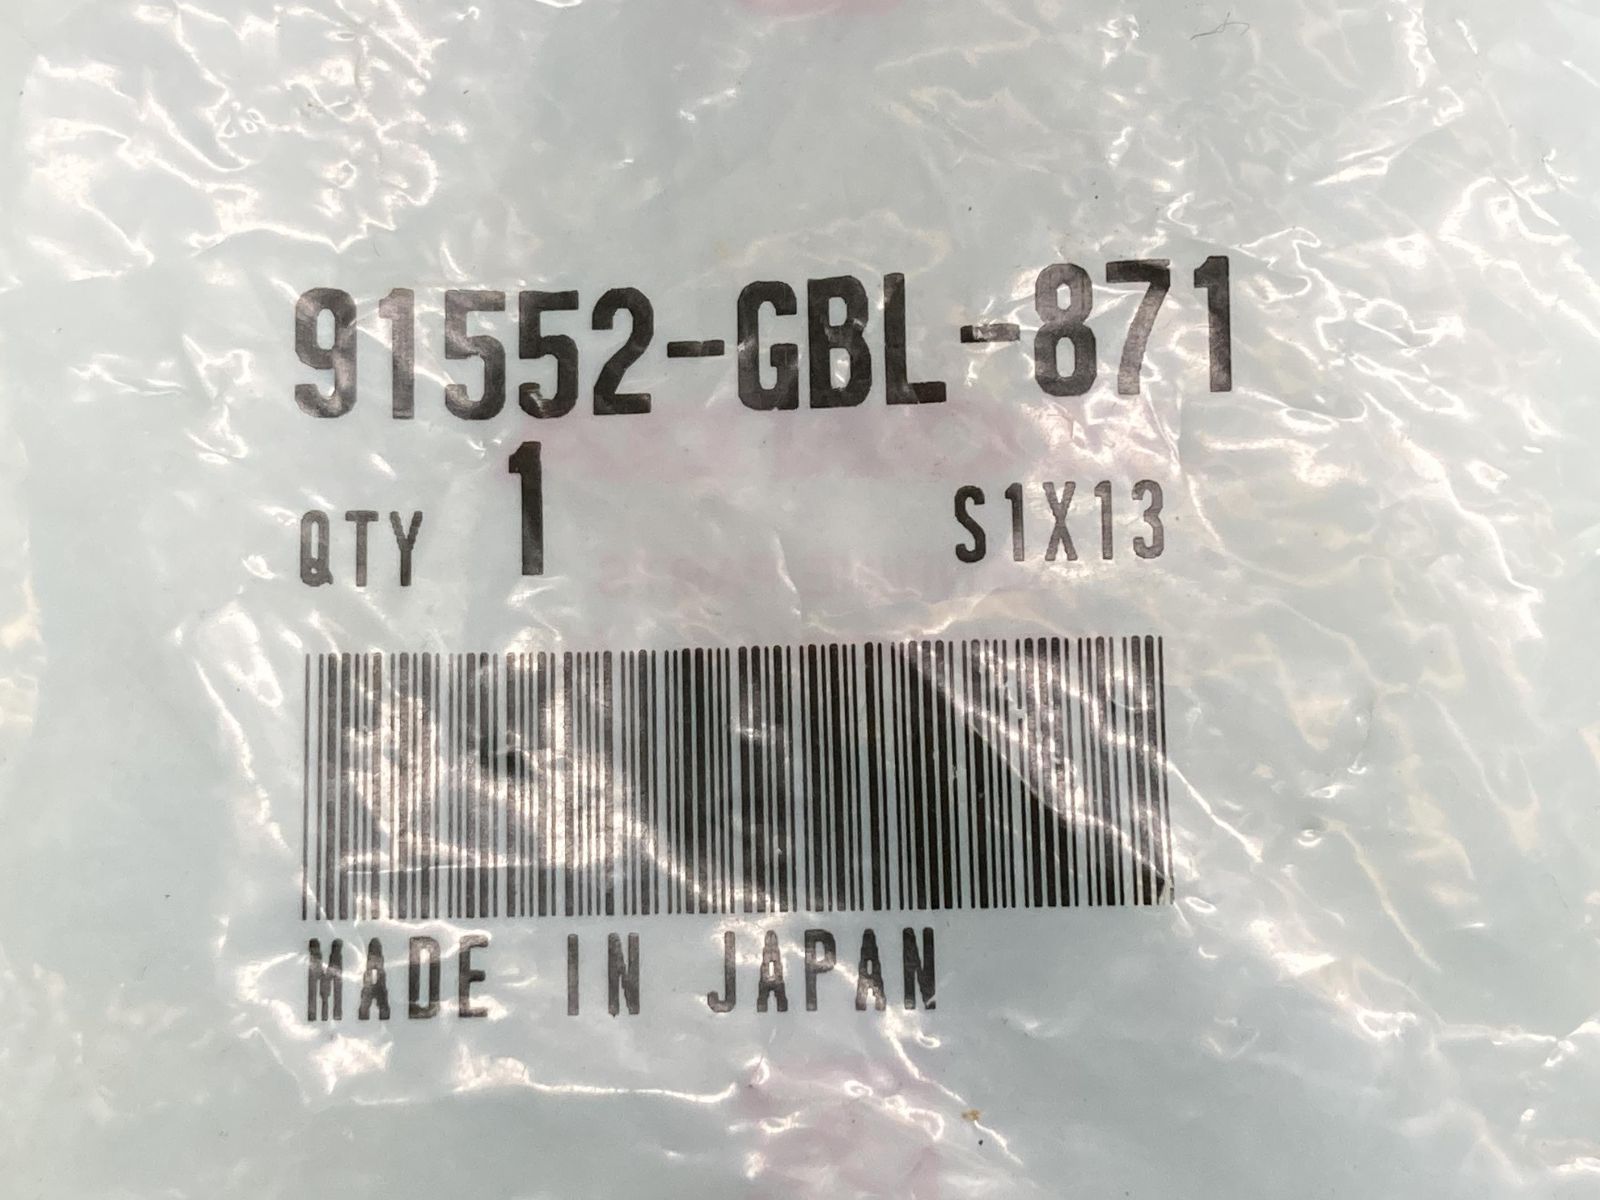 91552-GBL-871
QTY 1 S1X13
MADE IN JAPAN